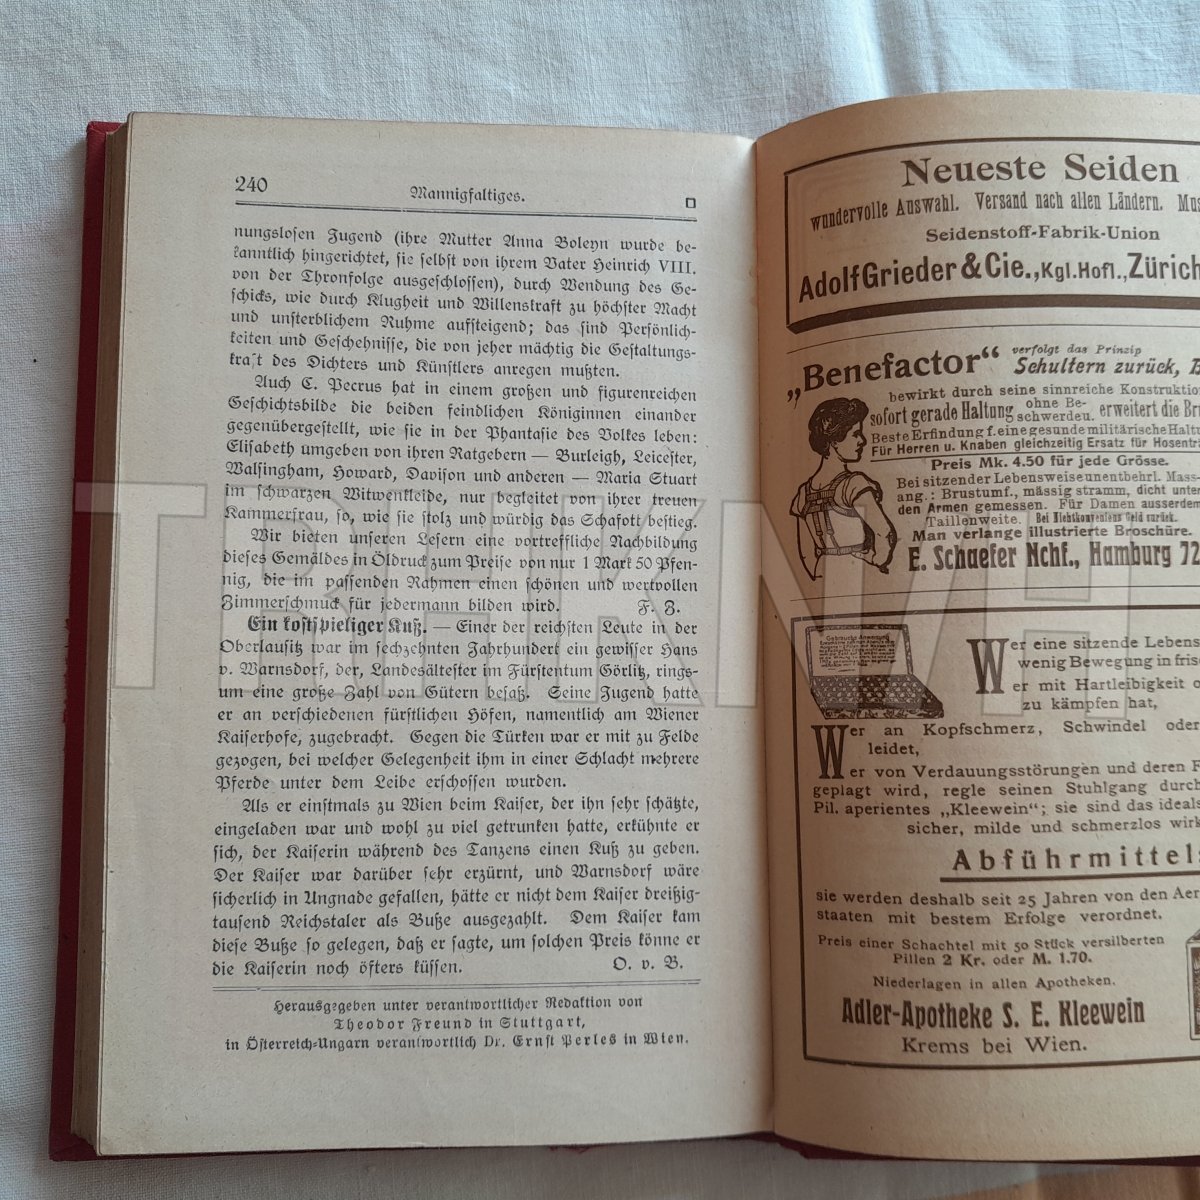 240
Mannigfaltiges.
nungslosen Jugend (ihre Mutter Anna Boleyn wurde be-
kanntlich hingerichtet, sie selbst von ihrem Vater Heinrich VIII.
von der Thronfolge ausgeschlossen), durch Wendung des Ge-
schicks, wie durch Klugheit und Willenskraft zu höchster Macht
und unsterblichem Ruhme aufsteigend; das sind Persönlich-
keiten und Geschehnisse, die von jeher mächtig die Gestaltungs-
kraft des Dichters und Künstlers anregen mußten.
Auch C. Pecrus hat in einem großen und figurenreichen
Geschichtsbilde die beiden feindlichen Königinnen einander
gegenübergestellt, wie sie in der Phantasie des Volkes leben:
Elisabeth umgeben von ihren Ratgebern — Burleigh, Leicester,
Walsingham, Howard, Davison und anderen — Maria Stuart
im schwarzen Witwenkleide, nur begleitet von ihrer treuen
Kammerfrau, so, wie sie stolz und würdig das Schafott bestieg.
Wir bieten unseren Lesern eine vortreffliche Nachbildung
dieses Gemäldes in Öldruck zum Preise von nur 1 Mark 50 Pfen-
nig, die im passenden Rahmen einen schönen und wertvollen
Zimmerschmuck für jedermann bilden wird. F. Z.
Ein kostspieliger Kuß. — Einer der reichsten Leute in der
Oberlausitz war im sechzehnten Jahrhundert ein gewisser Hans
v. Warnsdorf, der, Landesältester im Fürstentum Görlitz, rings-
um eine große Zahl von Gütern besaß. Seine Jugend hatte
er an verschiedenen fürstlichen Höfen, namentlich am Wiener
Kaiserhofe, zugebracht. Gegen die Türken war er mit zu Felde
gezogen, bei welcher Gelegenheit ihm in einer Schlacht mehrere
Pferde unter dem Leibe erschossen wurden.
Als er einstmals zu Wien beim Kaiser, der ihn sehr schätzte,
eingeladen war und wohl zu viel getrunken hatte, erkühnte er
sich, der Kaiserin während des Tanzens einen Kuß zu geben.
Der Kaiser war darüber sehr erzürnt, und Warnsdorf wäre
sicherlich in Ungnade gefallen, hätte er nicht dem Kaiser dreißig-
tausend Reichstaler als Buße ausgezahlt. Dem Kaiser kam
diese Buße so gelegen, daß er sagte, um solchen Preis könne er
die Kaiserin noch öfters küssen. O. v. B.
Herausgegeben unter verantwortlicher Redaktion von
Theodor Freund in Stuttgart,
in Österreich-Ungarn verantwortlich Dr. Ernst Perles in Wien.
Neueste Seiden
wundervolle Auswahl. Versand nach allen Ländern.
Seidenstoff-Fabrik-Union
Adolf Grieder & Cie., Kgl. Hofl., Zürich
„Benefactor“ verfolgt das Prinzip
Schultern zurück,
bewirkt durch seine sinnreiche Konstruktion
sofort gerade Haltung ohne Be-
schwerden. erweitert die
Beste Erfindung f. eine gesunde militärische
Für Herren u. Knaben gleichzeitig Ersatz für
Preis Mk. 4.50 für jede Grösse.
Bei sitzender Lebensweise unentbehrl. Mass-
ang.: Brustumf., mässig stramm, dicht unter
den Armen gemessen. Für Damen ausserdem
Taillenweite. Bei Nichtkonvenienz Geld zurück.
Man verlange illustrierte Broschüre.
E. Schaefer Nchf., Hamburg 72
Gebrauchs-Anweisung
Wer eine sitzende
wenig Bewegung in
Wer mit Hartleibigkeit
zu kämpfen hat,
Wer an Kopfschmerz, Schwindel oder
leidet,
Wer von Verdauungsstörungen und deren
geplagt wird, regle seinen Stuhlgang durch
Pil. aperientes „Kleewein“; sie sind das
sicher, milde und schmerzlos
Abführmittel
sie werden deshalb seit 25 Jahren von den
staaten mit bestem Erfolge verordnet.
Preis einer Schachtel mit 50 Stück versilberten
Pillen 2 Kr. oder M. 1.70.
Niederlagen in allen Apotheken.
Adler-Apotheke S. E. Kleewein
Krems bei Wien.